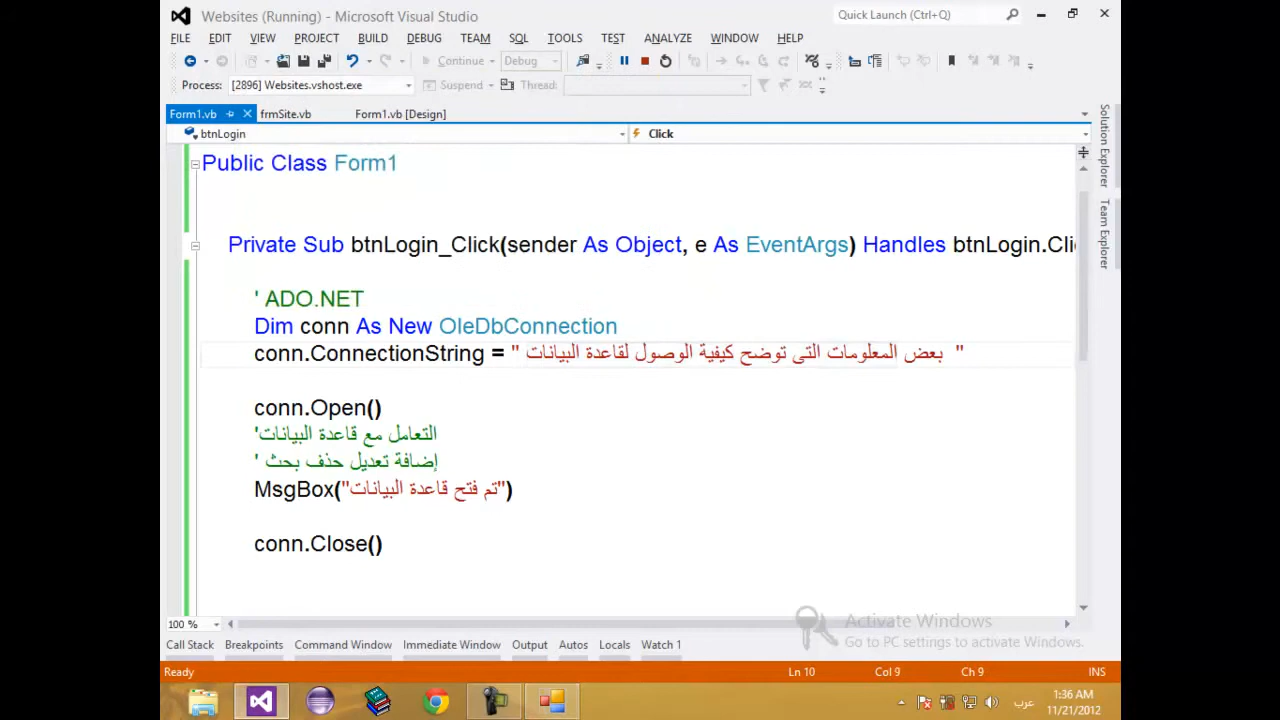 Websites (Running) - Microsoft Visual Studio
Quick Launch (Ctrl+Q)
FILE EDIT VIEW PROJECT BUILD DEBUG TEAM SQL TOOLS TEST ANALYZE WINDOW HELP
Continue Debug
Process: [2896] Websites.vshost.exe Suspend Thread:
Form1.vb frmSite.vb Form1.vb [Design]
btnLogin Click
Public Class Form1
Private Sub btnLogin_Click(sender As Object, e As EventArgs) Handles btnLogin.Cli
' ADO.NET
Dim conn As New OleDbConnection
conn.ConnectionString = " بعض المعلومات التى توضح كيفية الوصول لقاعدة البيانات "
conn.Open()
'التعامل مع قاعدة البيانات
' إضافة تعديل حذف بحث
MsgBox("تم فتح قاعدة البيانات")
conn.Close()
Solution Explorer
Team Explorer
100 %
Activate Windows
Go to PC settings to activate Windows.
Call Stack Breakpoints Command Window Immediate Window Output Autos Locals Watch 1
Ready Ln 10 Col 9 Ch 9 INS
عرب
1:36 AM
11/21/2012